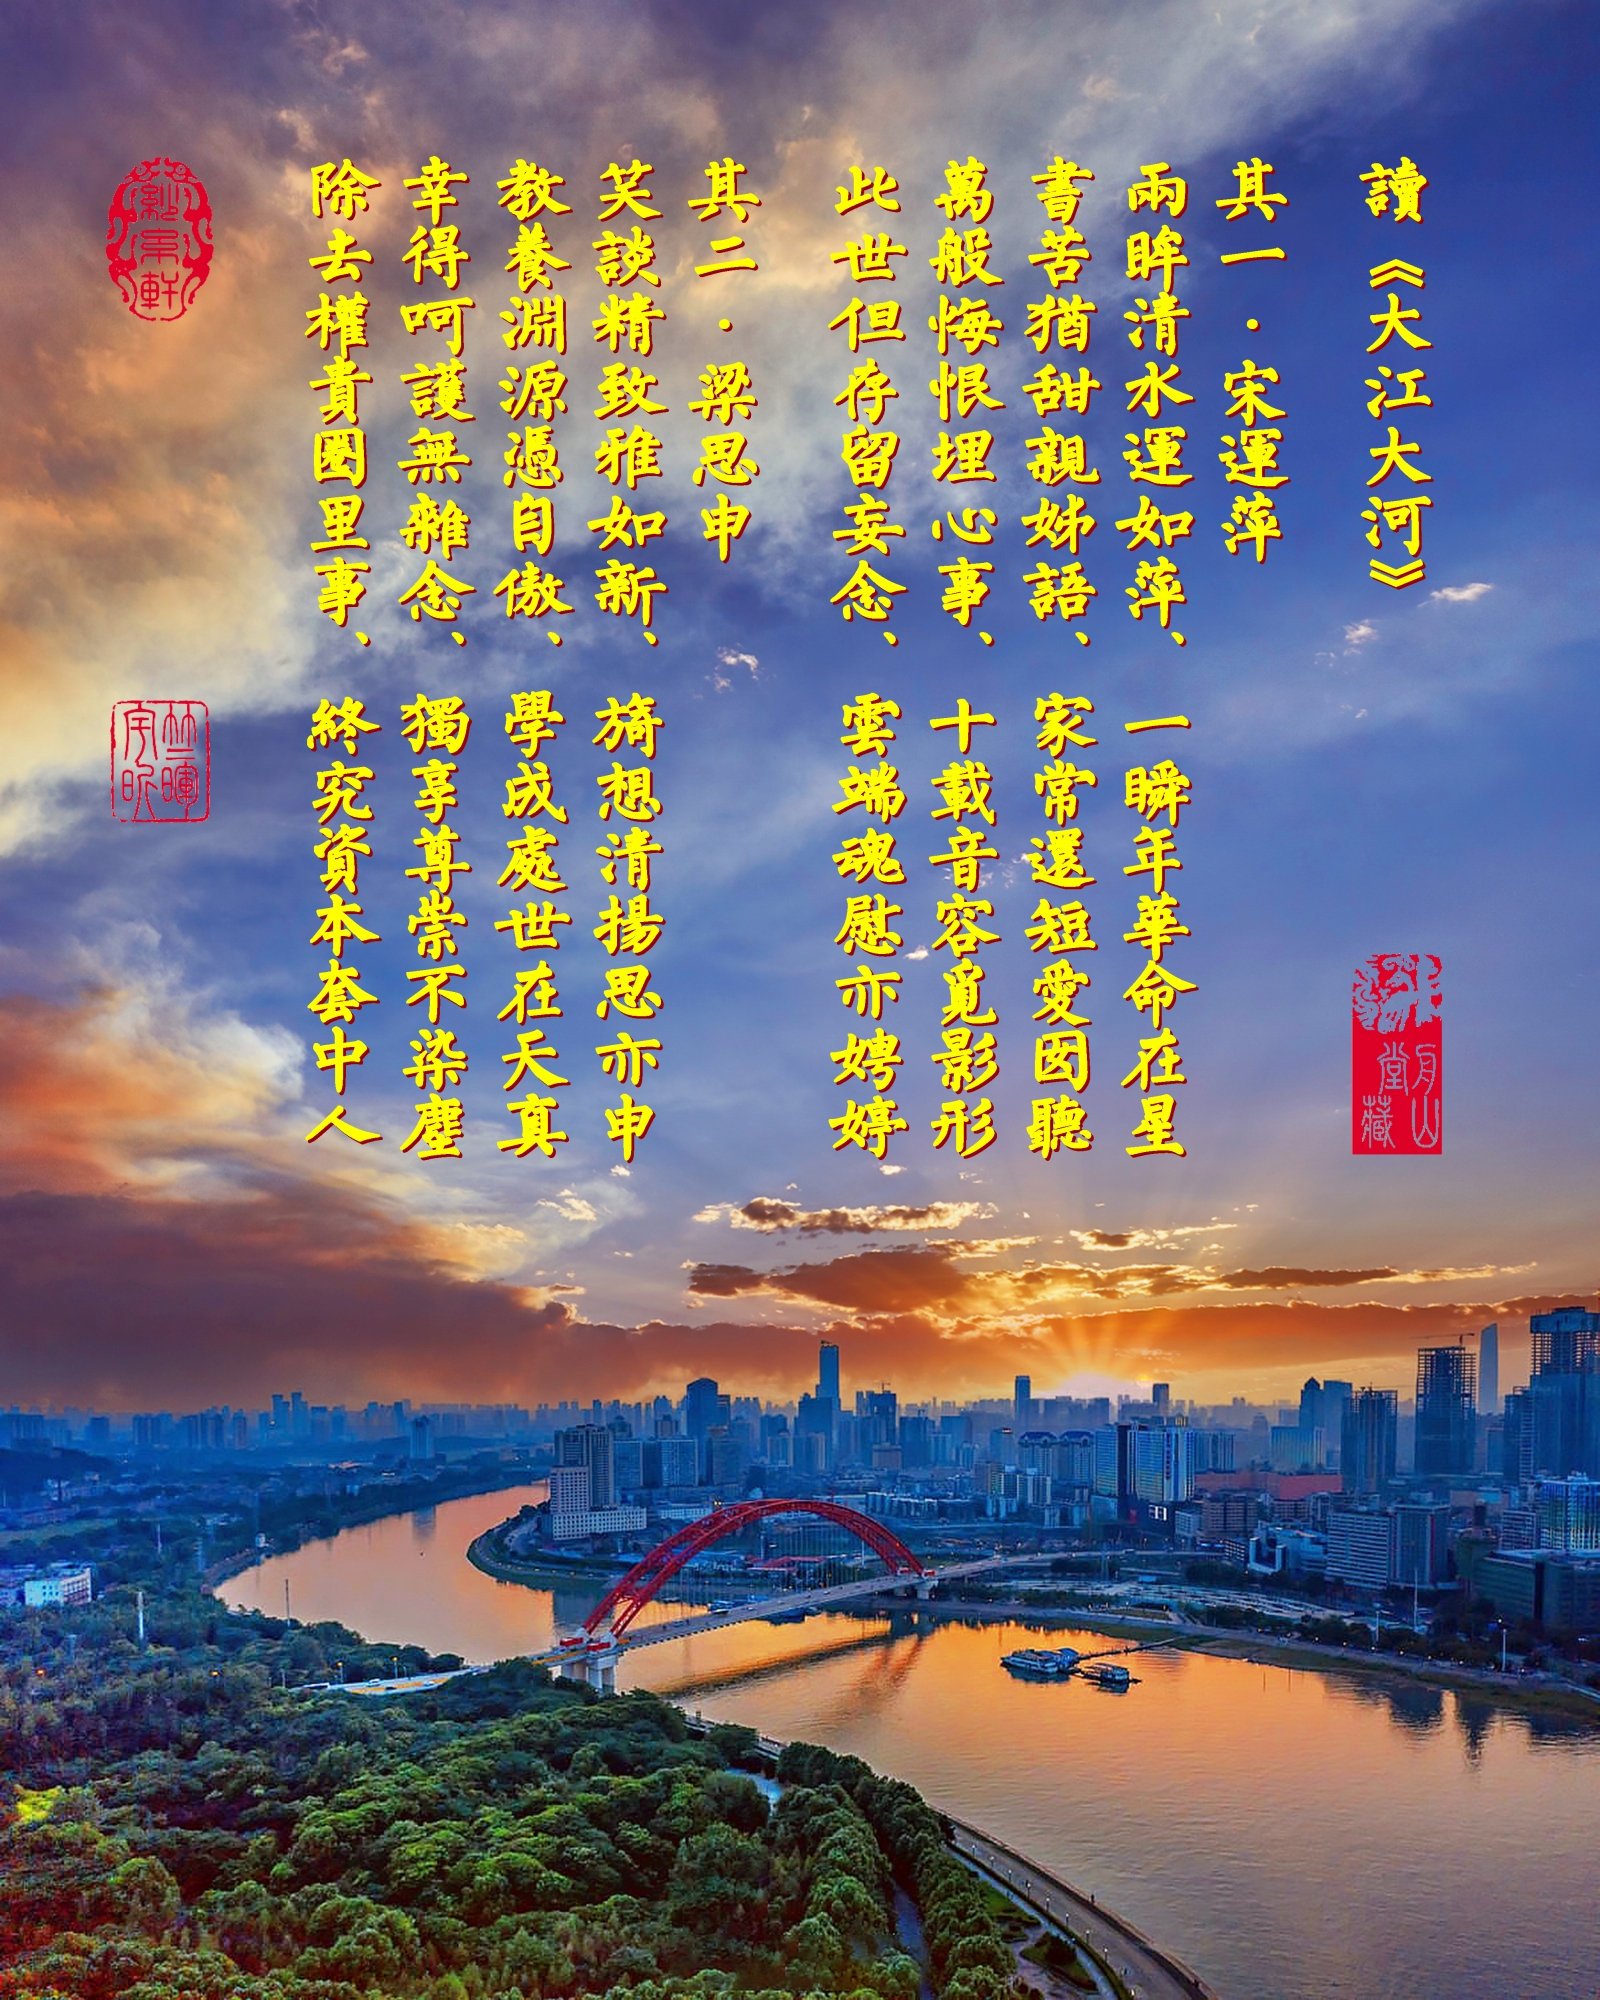 讀《大江大河》
其一·宋運萍
兩眸清水運如萍、一瞬年華命在星
書苦猶甜親姊語、家常還短愛囡聽
萬般悔恨埋心事、十載音容覓影形
此世但存留妄念、雲端魂慰亦娉婷
其二·梁思申
笑談精致雅如新、旖想清揚思亦申
教養淵源憑自傲、學成處世在天真
幸得呵護無雜念、獨享尊崇不染塵
除去權貴圈里事、終究資本套中人